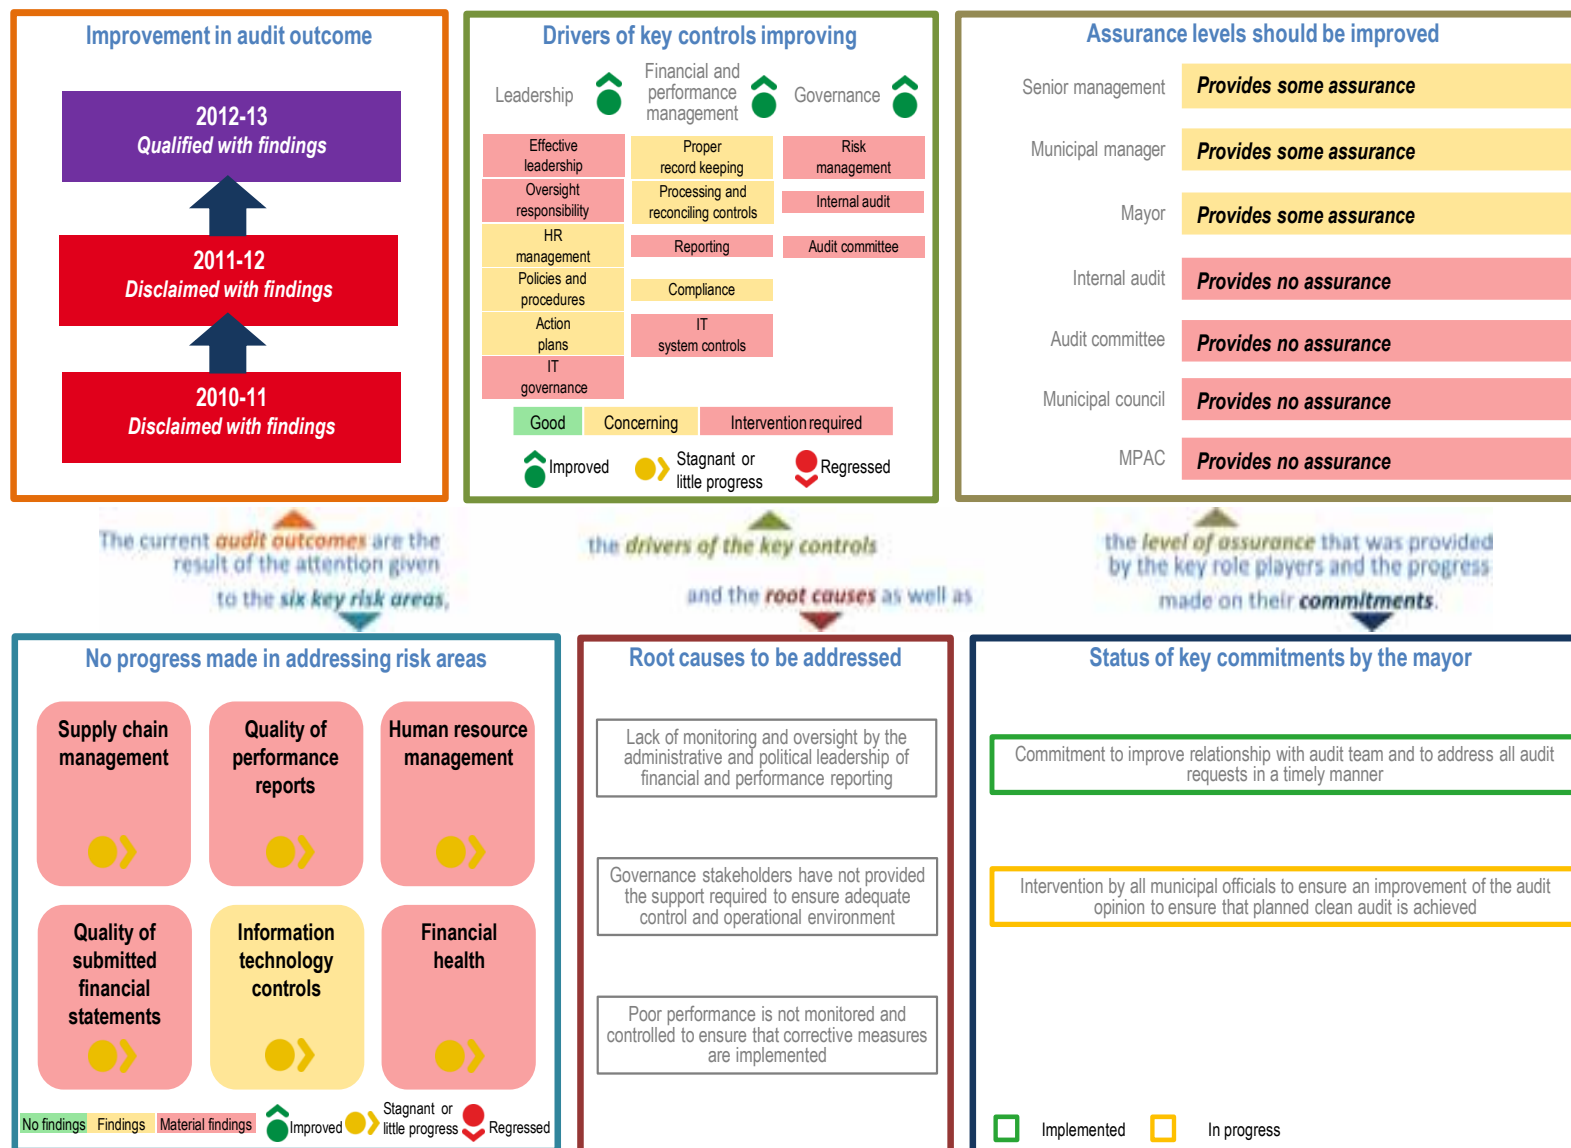 Improvement in audit outcome
2012-13
Qualified with findings
2011-12
Disclaimed with findings
2010-11
Disclaimed with findings
Drivers of key controls improving
Leadership
Financial and
performance
management
Governance
Effective
leadership
Oversight
responsibility
HR
management
Policies and
procedures
Action
plans
IT
governance
Proper
record keeping
Processing and
reconciling controls
Reporting
Compliance
IT
system controls
Risk
management
Internal audit
Audit committee
Good
Concerning
Intervention required
Improved
Stagnant or
little progress
Regressed
Assurance levels should be improved
Senior management
Provides some assurance
Municipal manager
Provides some assurance
Mayor
Provides some assurance
Internal audit
Provides no assurance
Audit committee
Provides no assurance
Municipal council
Provides no assurance
MPAC
Provides no assurance
The current audit outcomes are the
result of the attention given
to the six key risk areas,
the drivers of the key controls
and the root causes as well as
the level of assurance that was provided
by the key role players and the progress
made on their commitments.
No progress made in addressing risk areas
Supply chain
management
Quality of
performance
reports
Human resource
management
Quality of
submitted
financial
statements
Information
technology
controls
Financial
health
No findings
Findings
Material findings
Improved
Stagnant or
little progress
Regressed
Root causes to be addressed
Lack of monitoring and oversight by the
administrative and political leadership of
financial and performance reporting
Governance stakeholders have not provided
the support required to ensure adequate
control and operational environment
Poor performance is not monitored and
controlled to ensure that corrective measures
are implemented
Status of key commitments by the mayor
Commitment to improve relationship with audit team and to address all audit
requests in a timely manner
Intervention by all municipal officials to ensure an improvement of the audit
opinion to ensure that planned clean audit is achieved
Implemented
In progress